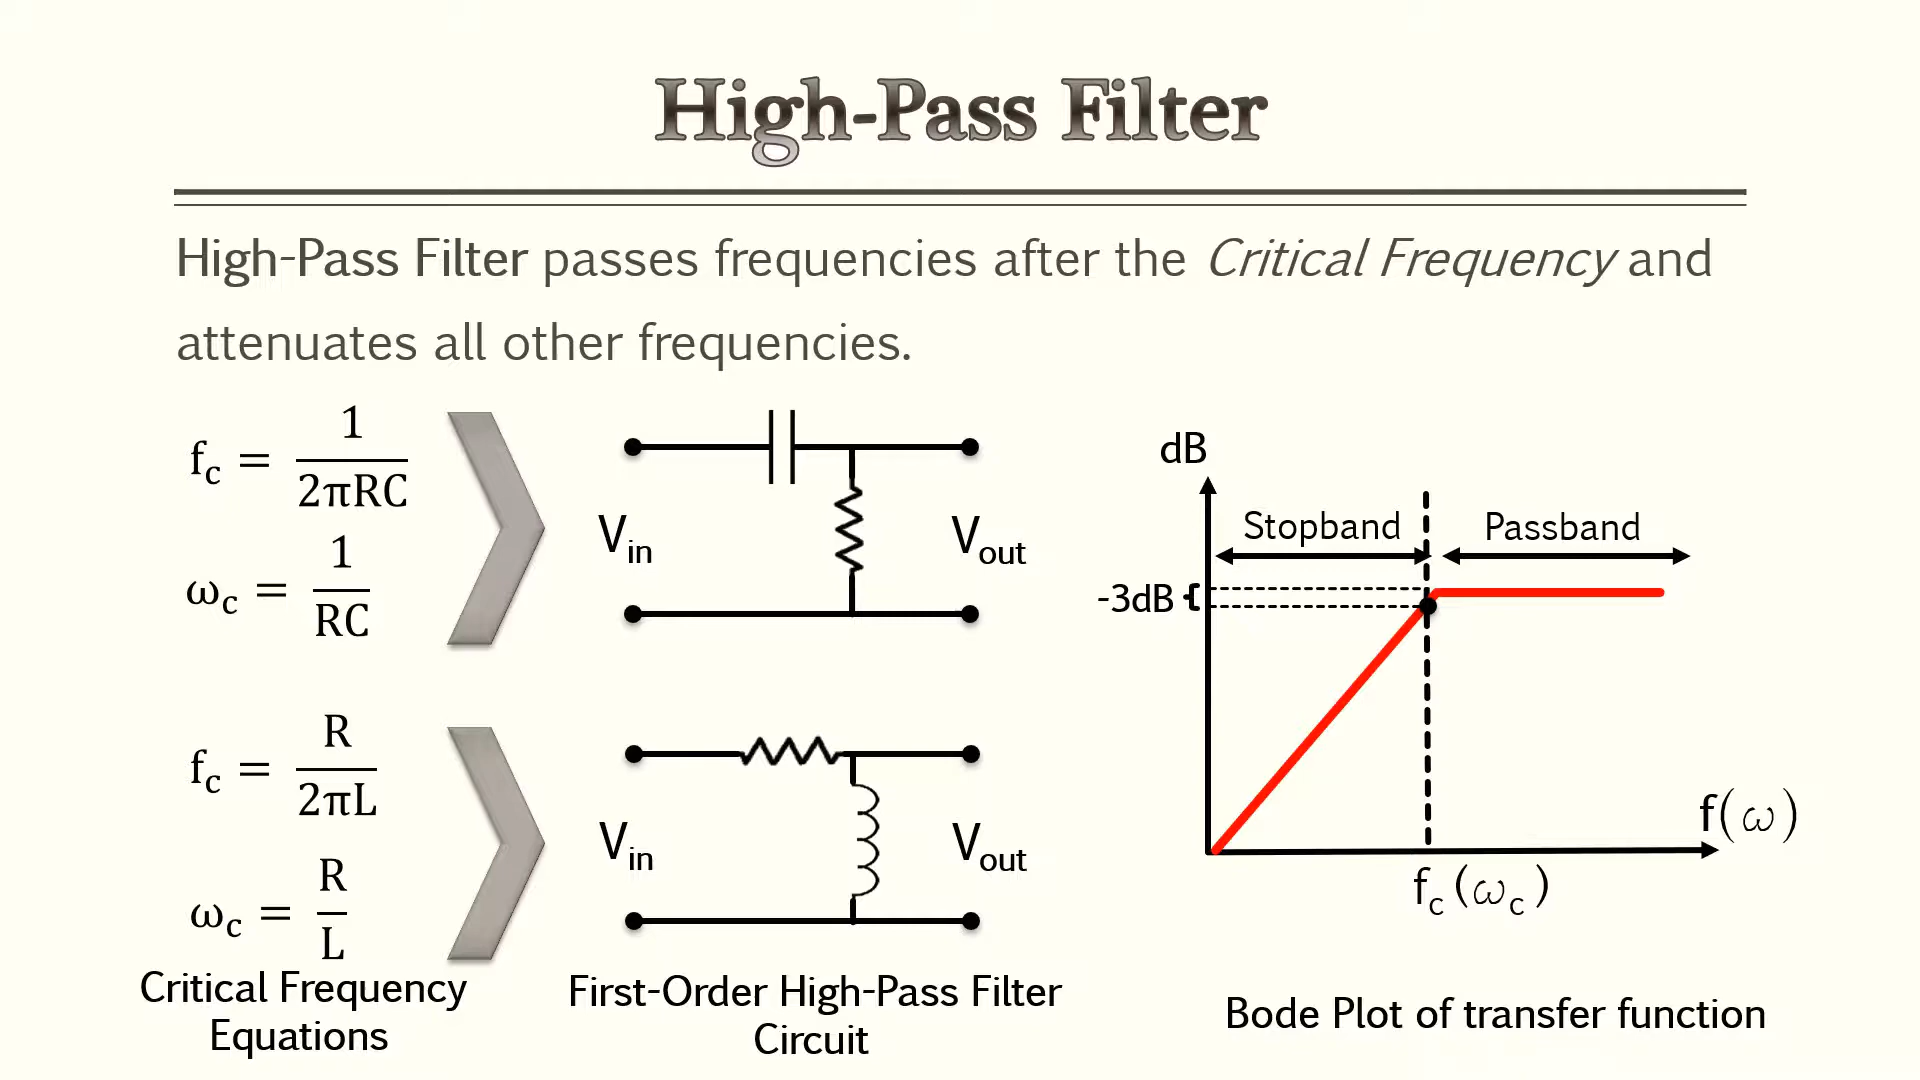 High-Pass Filter
High-Pass Filter passes frequencies after the Critical Frequency and
attenuates all other frequencies.
f_c = 1/(2πRC)
ω_c = 1/(RC)
f_c = R/(2πL)
ω_c = R/L
Critical Frequency
Equations
V_in
V_out
V_in
V_out
First-Order High-Pass Filter
Circuit
dB
Stopband
Passband
-3dB
f(ω)
f_c(ω_c)
Bode Plot of transfer function